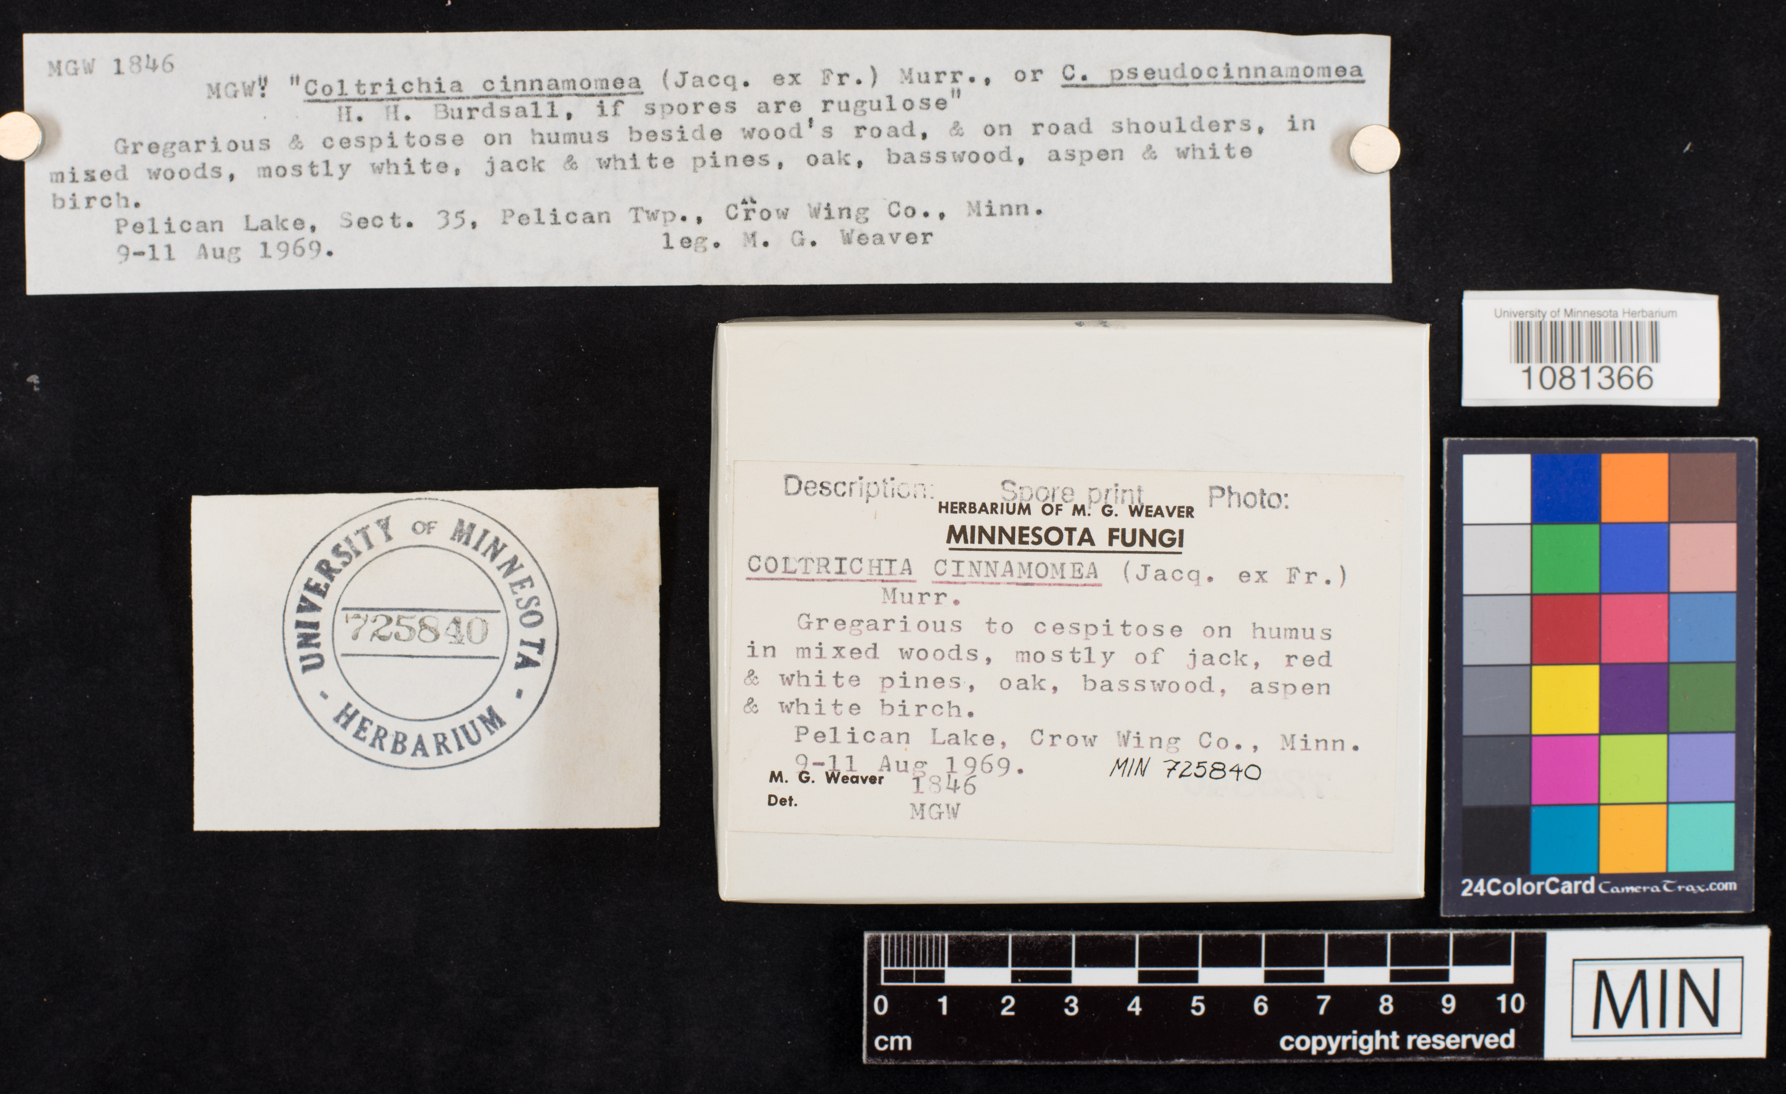 MGW 1846
MGW: "Coltrichia cinnamomea (Jacq. ex Fr.) Murr., or C. pseudocinnamomea
H. H. Burdsall, if spores are rugulose"
Gregarious & cespitose on humus beside wood's road, & on road shoulders, in
mixed woods, mostly white, jack & white pines, oak, basswood, aspen & white
birch.
Pelican Lake, Sect. 35, Pelican Twp., Crow Wing Co., Minn.
9-11 Aug 1969. leg. M. G. Weaver
University of Minnesota Herbarium
1081366
UNIVERSITY OF MINNESOTA
725840
- HERBARIUM -
Description: Spore print Photo:
HERBARIUM OF M. G. WEAVER
MINNESOTA FUNGI
COLTRICHIA CINNAMOMEA (Jacq. ex Fr.)
Murr.
Gregarious to cespitose on humus
in mixed woods, mostly of jack, red
& white pines, oak, basswood, aspen
& white birch.
Pelican Lake, Crow Wing Co., Minn.
9-11 Aug 1969. MIN 725840
M. G. Weaver 1846
Det. MGW
24ColorCard CameraTrax.com
0 1 2 3 4 5 6 7 8 9 10
cm copyright reserved
MIN